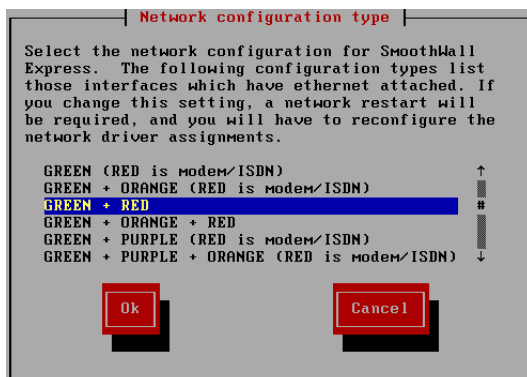 Network configuration type
Select the network configuration for SmoothWall
Express.  The following configuration types list
those interfaces which have ethernet attached. If
you change this setting, a network restart will
be required, and you will have to reconfigure the
network driver assignments.
GREEN (RED is modem/ISDN)
GREEN + ORANGE (RED is modem/ISDN)
GREEN + RED
GREEN + ORANGE + RED
GREEN + PURPLE (RED is modem/ISDN)
GREEN + PURPLE + ORANGE (RED is modem/ISDN)
Ok
Cancel